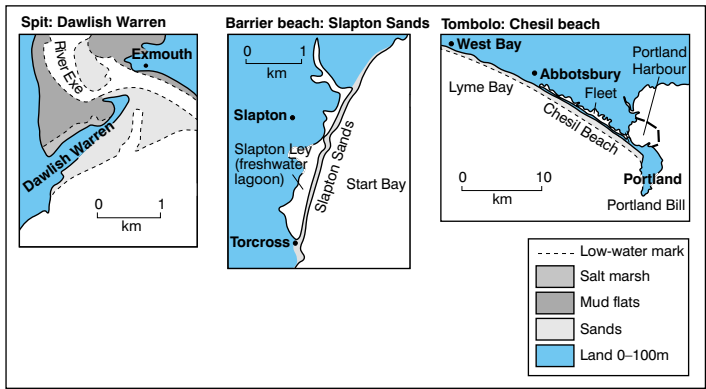 Spit: Dawlish Warren
Exmouth
River Exe
Dawlish Warren
0 1
km
Barrier beach: Slapton Sands
0 1
km
Slapton
Slapton Ley
(freshwater
lagoon)
Slapton Sands
Start Bay
Torcross
Tombolo: Chesil beach
West Bay
Portland
Harbour
Abbotsbury
Lyme Bay
Fleet
Chesil Beach
0 10
km
Portland
Portland Bill
Low-water mark
Salt marsh
Mud flats
Sands
Land 0–100m